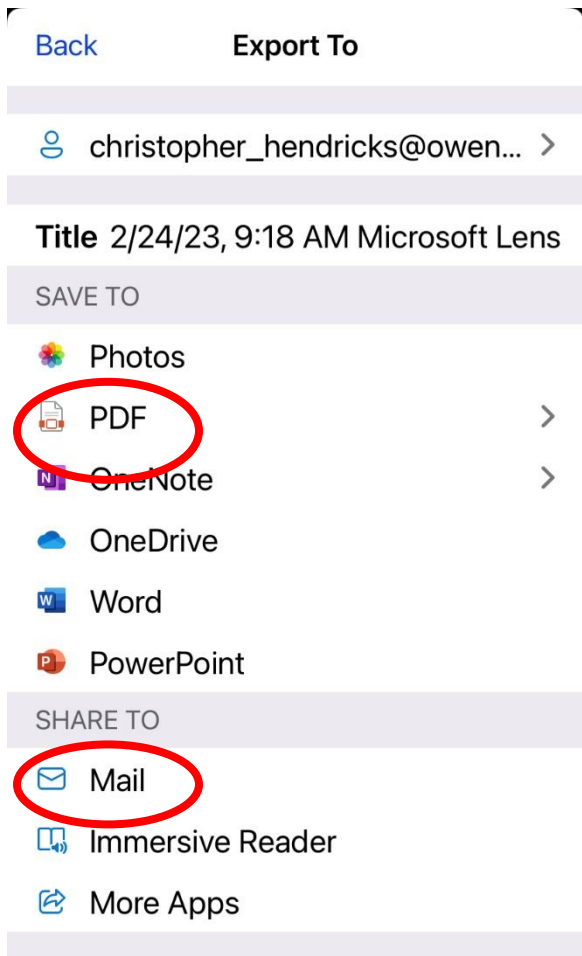 Back Export To
christopher_hendricks@owen...
Title 2/24/23, 9:18 AM Microsoft Lens
SAVE TO
Photos
PDF
OneNote
OneDrive
Word
PowerPoint
SHARE TO
Mail
Immersive Reader
More Apps